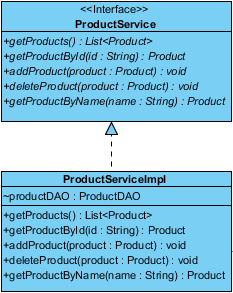 <<Interface>>
ProductService
+getProducts() : List<Product>
+getProductById(id : String) : Product
+addProduct(product : Product) : void
+deleteProduct(product : Product) : void
+getProductByName(name : String) : Product
ProductServiceImpl
~productDAO : ProductDAO
+getProducts() : List<Product>
+getProductById(id : String) : Product
+addProduct(product : Product) : void
+deleteProduct(product : Product) : void
+getProductByName(name : String) : Product